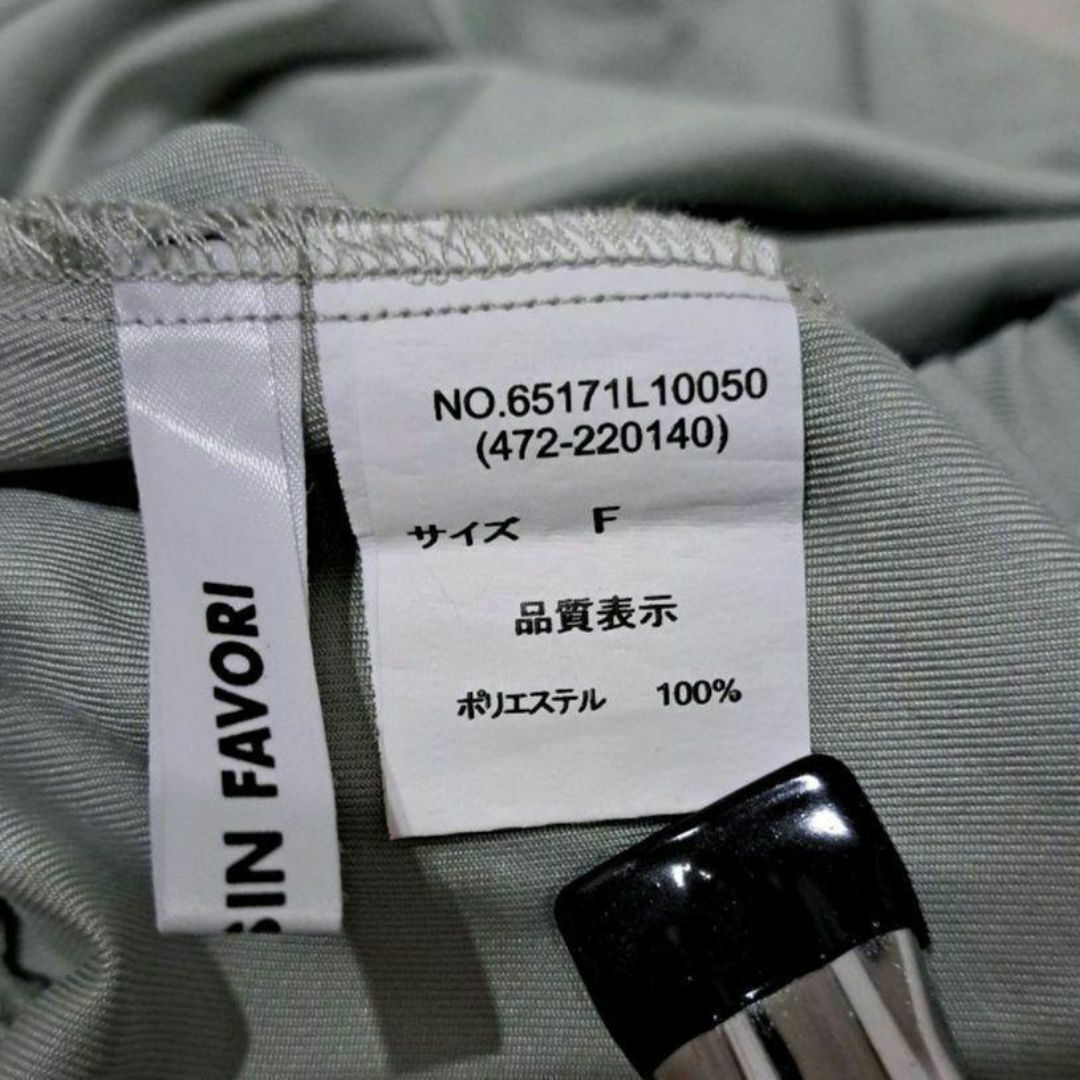 NO.65171L10050
(472-220140)
サイズ F
品質表示
ポリエステル 100%
SIN FAVORI